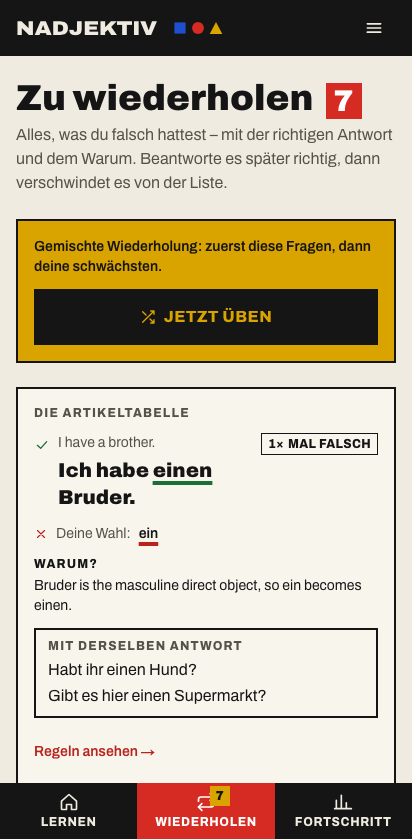 NADJEKTIV
Zu wiederholen 7
Alles, was du falsch hattest – mit der richtigen Antwort
und dem Warum. Beantworte es später richtig, dann
verschwindet es von der Liste.
Gemischte Wiederholung: zuerst diese Fragen, dann
deine schwächsten.
JETZT ÜBEN
DIE ARTIKELTABELLE
I have a brother.
1× MAL FALSCH
Ich habe einen
Bruder.
Deine Wahl: ein
WARUM?
Bruder is the masculine direct object, so ein becomes
einen.
MIT DERSELBEN ANTWORT
Habt ihr einen Hund?
Gibt es hier einen Supermarkt?
Regeln ansehen →
7
LERNEN
WIEDERHOLEN
FORTSCHRITT